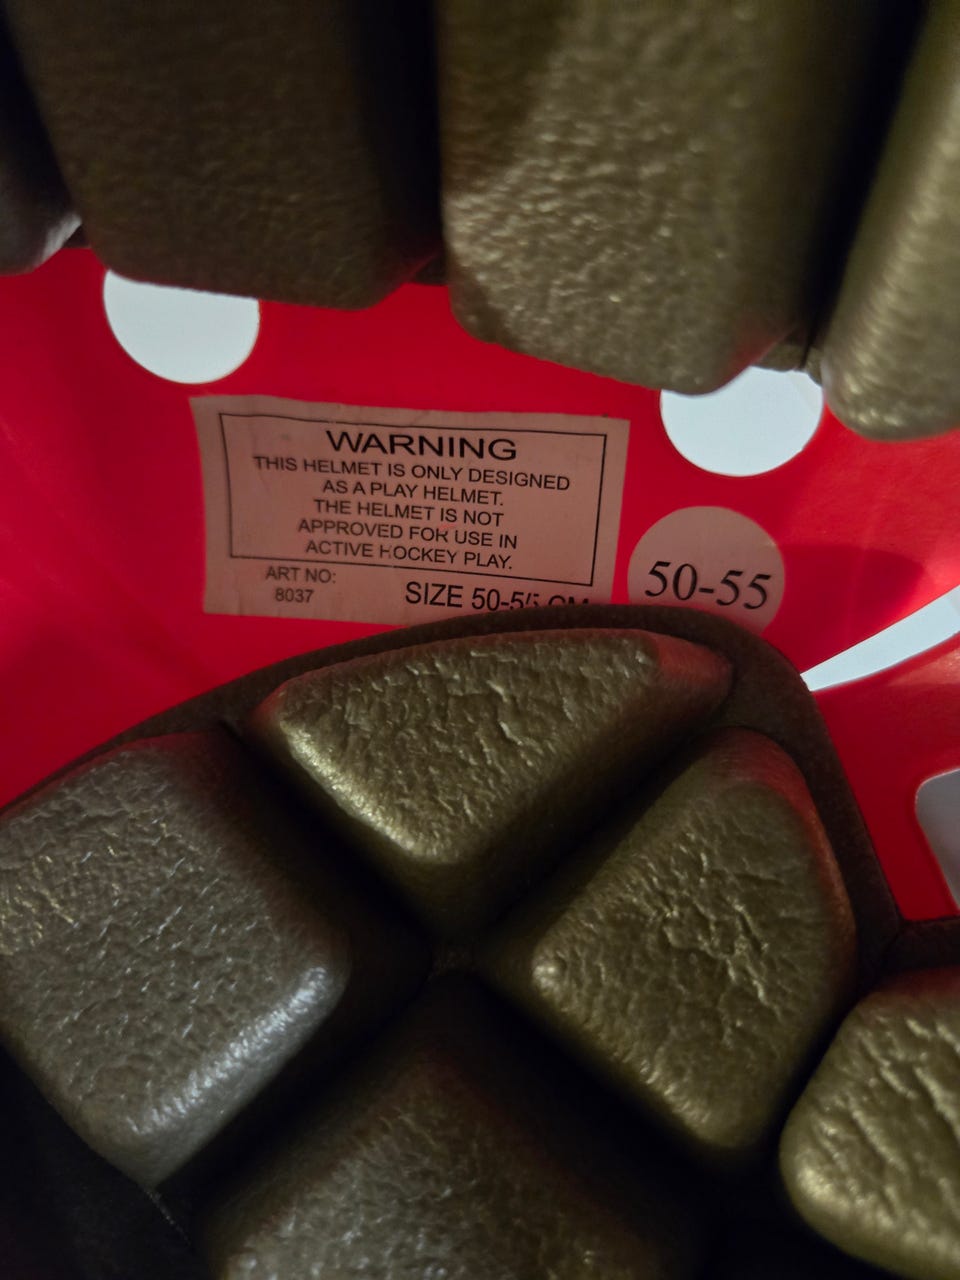 WARNING
THIS HELMET IS ONLY DESIGNED
AS A PLAY HELMET.
THE HELMET IS NOT
APPROVED FOR USE IN
ACTIVE HOCKEY PLAY.
ART NO:
8037
SIZE 50-55 CM
50-55